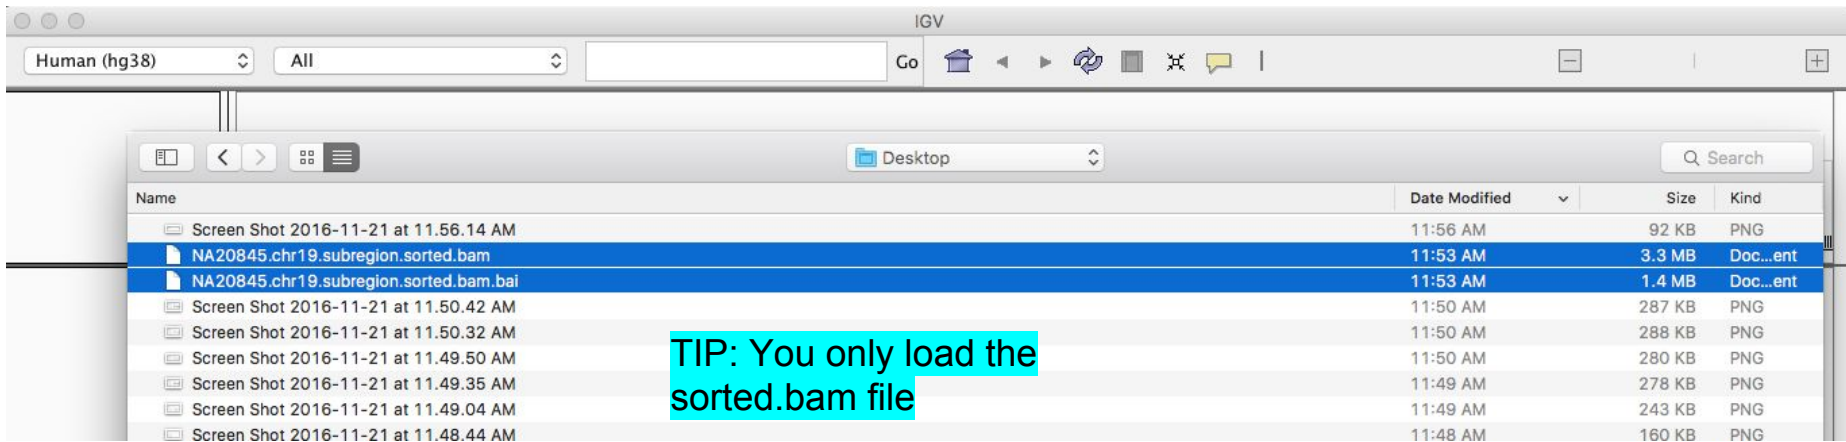 IGV
Human (hg38) All Go
Desktop Search
Name Date Modified Size Kind
Screen Shot 2016-11-21 at 11.56.14 AM 11:56 AM 92 KB PNG
NA20845.chr19.subregion.sorted.bam 11:53 AM 3.3 MB Doc...ent
NA20845.chr19.subregion.sorted.bam.bai 11:53 AM 1.4 MB Doc...ent
Screen Shot 2016-11-21 at 11.50.42 AM 11:50 AM 287 KB PNG
Screen Shot 2016-11-21 at 11.50.32 AM 11:50 AM 288 KB PNG
Screen Shot 2016-11-21 at 11.49.50 AM 11:50 AM 280 KB PNG
Screen Shot 2016-11-21 at 11.49.35 AM 11:49 AM 278 KB PNG
Screen Shot 2016-11-21 at 11.49.04 AM 11:49 AM 243 KB PNG
Screen Shot 2016-11-21 at 11.48.44 AM 11:48 AM 160 KB PNG
TIP: You only load the
sorted.bam file